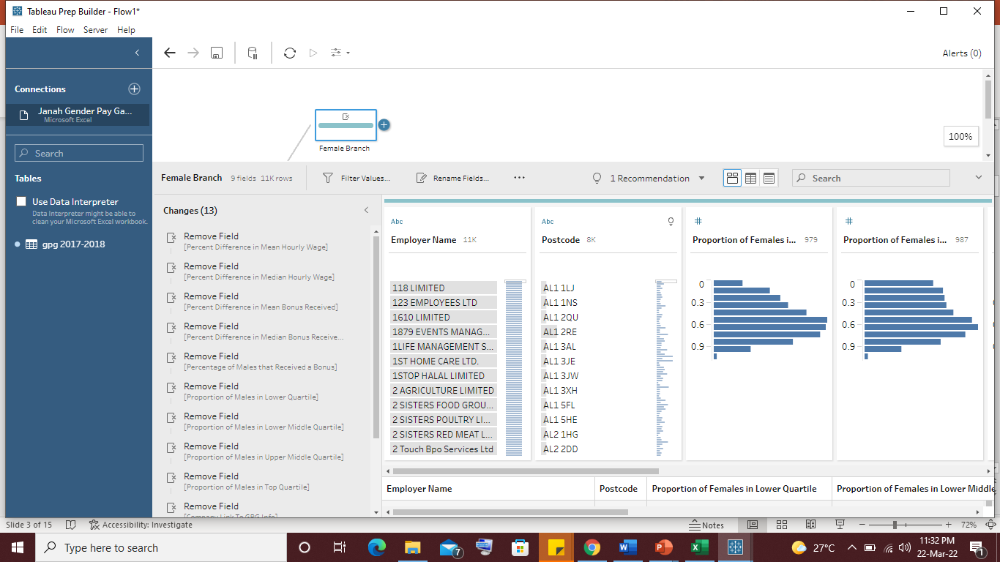 Tableau Prep Builder - Flow1*
File Edit Flow Server Help
Alerts (0)
Connections
Janah Gender Pay Ga...
Microsoft Excel
Search
Tables
Use Data Interpreter
Data Interpreter might be able to
clean your Microsoft Excel workbook.
gpg 2017-2018
Female Branch
100%
Female Branch 9 fields 11K rows
Filter Values...
Rename Fields...
1 Recommendation
Search
Changes (13)
Remove Field
[Percent Difference in Mean Hourly Wage]
Remove Field
[Percent Difference in Median Hourly Wage]
Remove Field
[Percent Difference in Mean Bonus Received]
Remove Field
[Percent Difference in Median Bonus Receive...
Remove Field
[Percentage of Males that Received a Bonus]
Remove Field
[Proportion of Males in Lower Quartile]
Remove Field
[Proportion of Males in Lower Middle Quartile]
Remove Field
[Proportion of Males in Upper Middle Quartile]
Remove Field
[Proportion of Males in Top Quartile]
Remove Field
[Company Link To GPG Info]
Abc
Employer Name 11K
118 LIMITED
123 EMPLOYEES LTD
1610 LIMITED
1879 EVENTS MANAG...
1LIFE MANAGEMENT S...
1ST HOME CARE LTD.
1STOP HALAL LIMITED
2 AGRICULTURE LIMITED
2 SISTERS FOOD GROU...
2 SISTERS POULTRY LI...
2 SISTERS RED MEAT L...
2 Touch Bpo Services Ltd
Abc
Postcode 8K
AL1 1LJ
AL1 1NS
AL1 2QU
AL1 2RE
AL1 3AL
AL1 3JE
AL1 3JW
AL1 3XH
AL1 5FL
AL1 5HE
AL2 1HG
AL2 2DD
#
Proportion of Females i... 979
0
0.3
0.6
0.9
#
Proportion of Females i... 987
0
0.3
0.6
0.9
Employer Name
Postcode
Proportion of Females in Lower Quartile
Proportion of Females in Lower Middle
Slide 3 of 15
Accessibility: Investigate
Notes
72%
Type here to search
7
27°C
11:32 PM
22-Mar-22
1